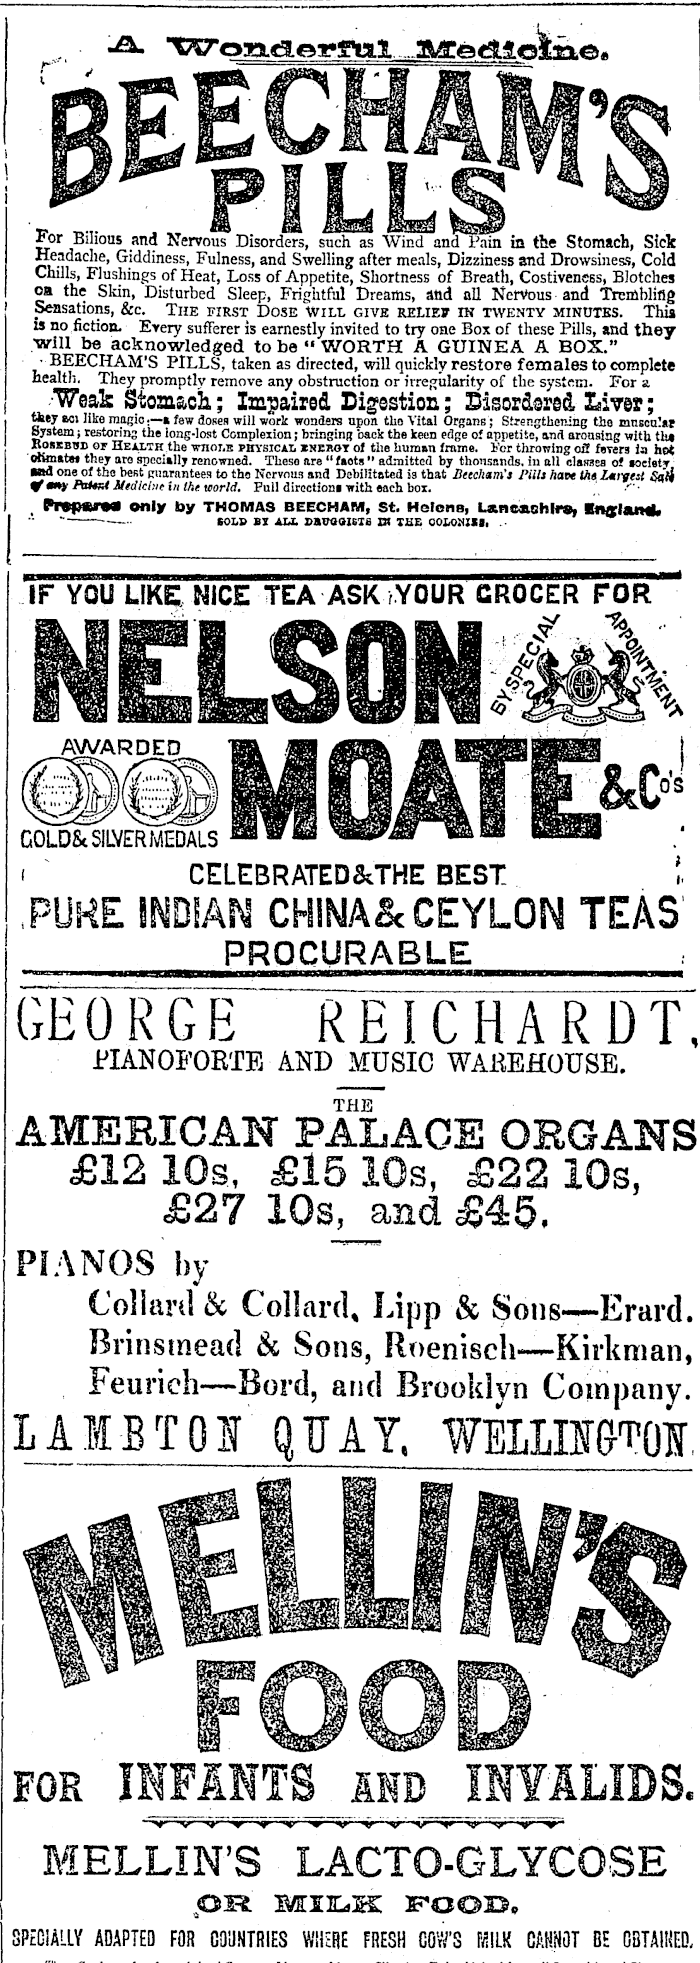 A Wonderful Medicine.
BEECHAM'S
PILLS
For Bilious and Nervous Disorders, such as Wind and Pain in the Stomach, Sick
Headache, Giddiness, Fulness, and Swelling after meals, Dizziness and Drowsiness, Cold
Chills, Flushings of Heat, Loss of Appetite, Shortness of Breath, Costiveness, Blotches
on the Skin, Disturbed Sleep, Frightful Dreams, and all Nervous and Trembling
Sensations, &c. THE FIRST DOSE WILL GIVE RELIEF IN TWENTY MINUTES. This
is no fiction. Every sufferer is earnestly invited to try one Box of these Pills, and they
will be acknowledged to be "WORTH A GUINEA A BOX."
BEECHAM'S PILLS, taken as directed, will quickly restore females to complete
health. They promptly remove any obstruction or irregularity of the system. For a
Weak Stomach; Impaired Digestion; Disordered Liver;
they act like magic:—a few doses will work wonders upon the Vital Organs; Strengthening the muscular
System; restoring the long-lost Complexion; bringing back the keen edge of appetite, and arousing with the
ROSEBUD OF HEALTH the WHOLE PHYSICAL ENERGY of the human frame. For throwing off fevers in hot
climates they are specially renowned. These are "facts" admitted by thousands, in all classes of society,
and one of the best guarantees to the Nervous and Debilitated is that Beecham's Pills have the Largest Sale
of any Patent Medicine in the world. Full directions with each box.
Prepared only by THOMAS BEECHAM, St. Helens, Lancashire, England.
SOLD BY ALL DRUGGISTS IN THE COLONIES.
IF YOU LIKE NICE TEA ASK YOUR GROCER FOR
NELSON
BY SPECIAL APPOINTMENT
AWARDED
MOATE & Co's
GOLD & SILVER MEDALS
CELEBRATED & THE BEST
PURE INDIAN CHINA & CEYLON TEAS
PROCURABLE
GEORGE REICHARDT,
PIANOFORTE AND MUSIC WAREHOUSE.
THE
AMERICAN PALACE ORGANS
£12 10s, £15 10s, £22 10s,
£27 10s, and £45.
PIANOS by
Collard & Collard, Lipp & Sons—Erard.
Brinsmead & Sons, Roenisch—Kirkman,
Feurich—Bord, and Brooklyn Company.
LAMBTON QUAY, WELLINGTON
MELLIN'S
FOOD
FOR INFANTS AND INVALIDS.
MELLIN'S LACTO-GLYCOSE
OR MILK FOOD.
SPECIALLY ADAPTED FOR COUNTRIES WHERE FRESH COW'S MILK CANNOT BE OBTAINED.